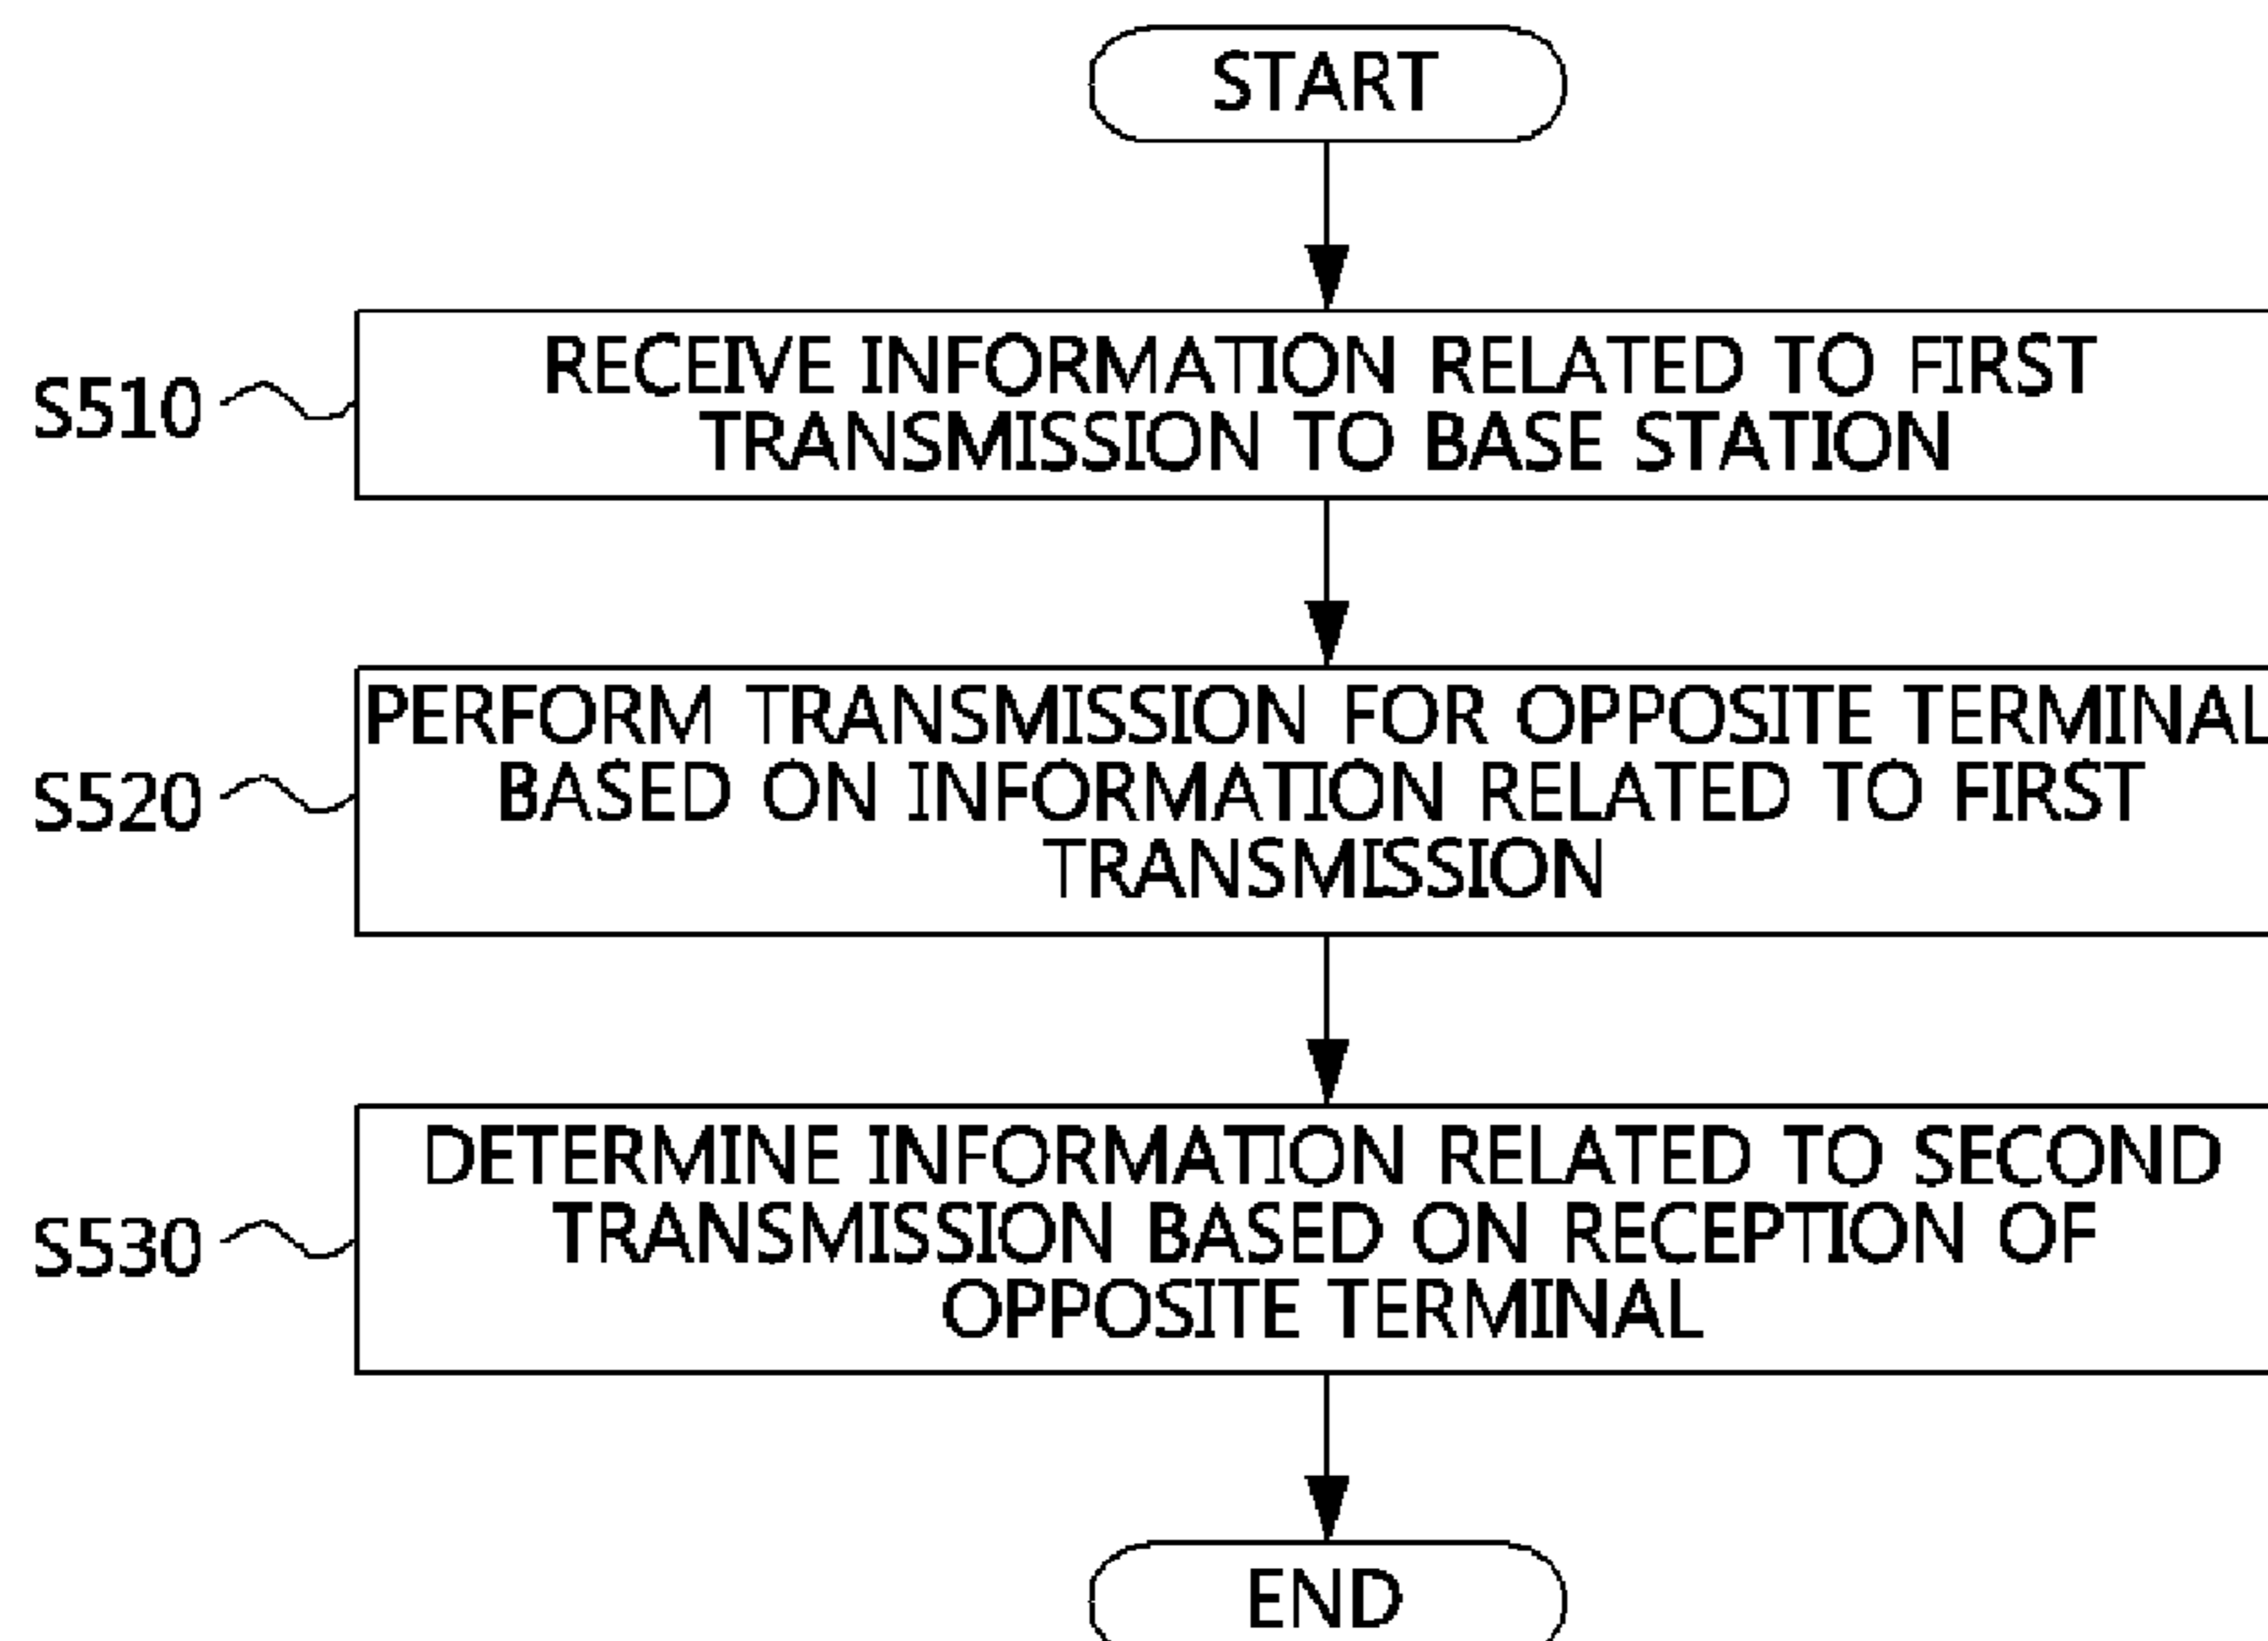 START
S510
RECEIVE INFORMATION RELATED TO FIRST
TRANSMISSION TO BASE STATION
S520
PERFORM TRANSMISSION FOR OPPOSITE TERMINAL
BASED ON INFORMATION RELATED TO FIRST
TRANSMISSION
S530
DETERMINE INFORMATION RELATED TO SECOND
TRANSMISSION BASED ON RECEPTION OF
OPPOSITE TERMINAL
END